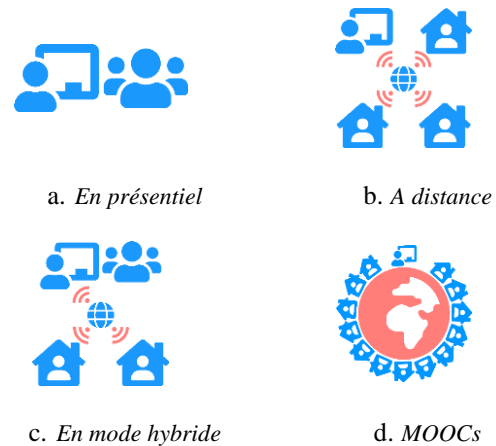 a. En présentiel
b. A distance
c. En mode hybride
d. MOOCs